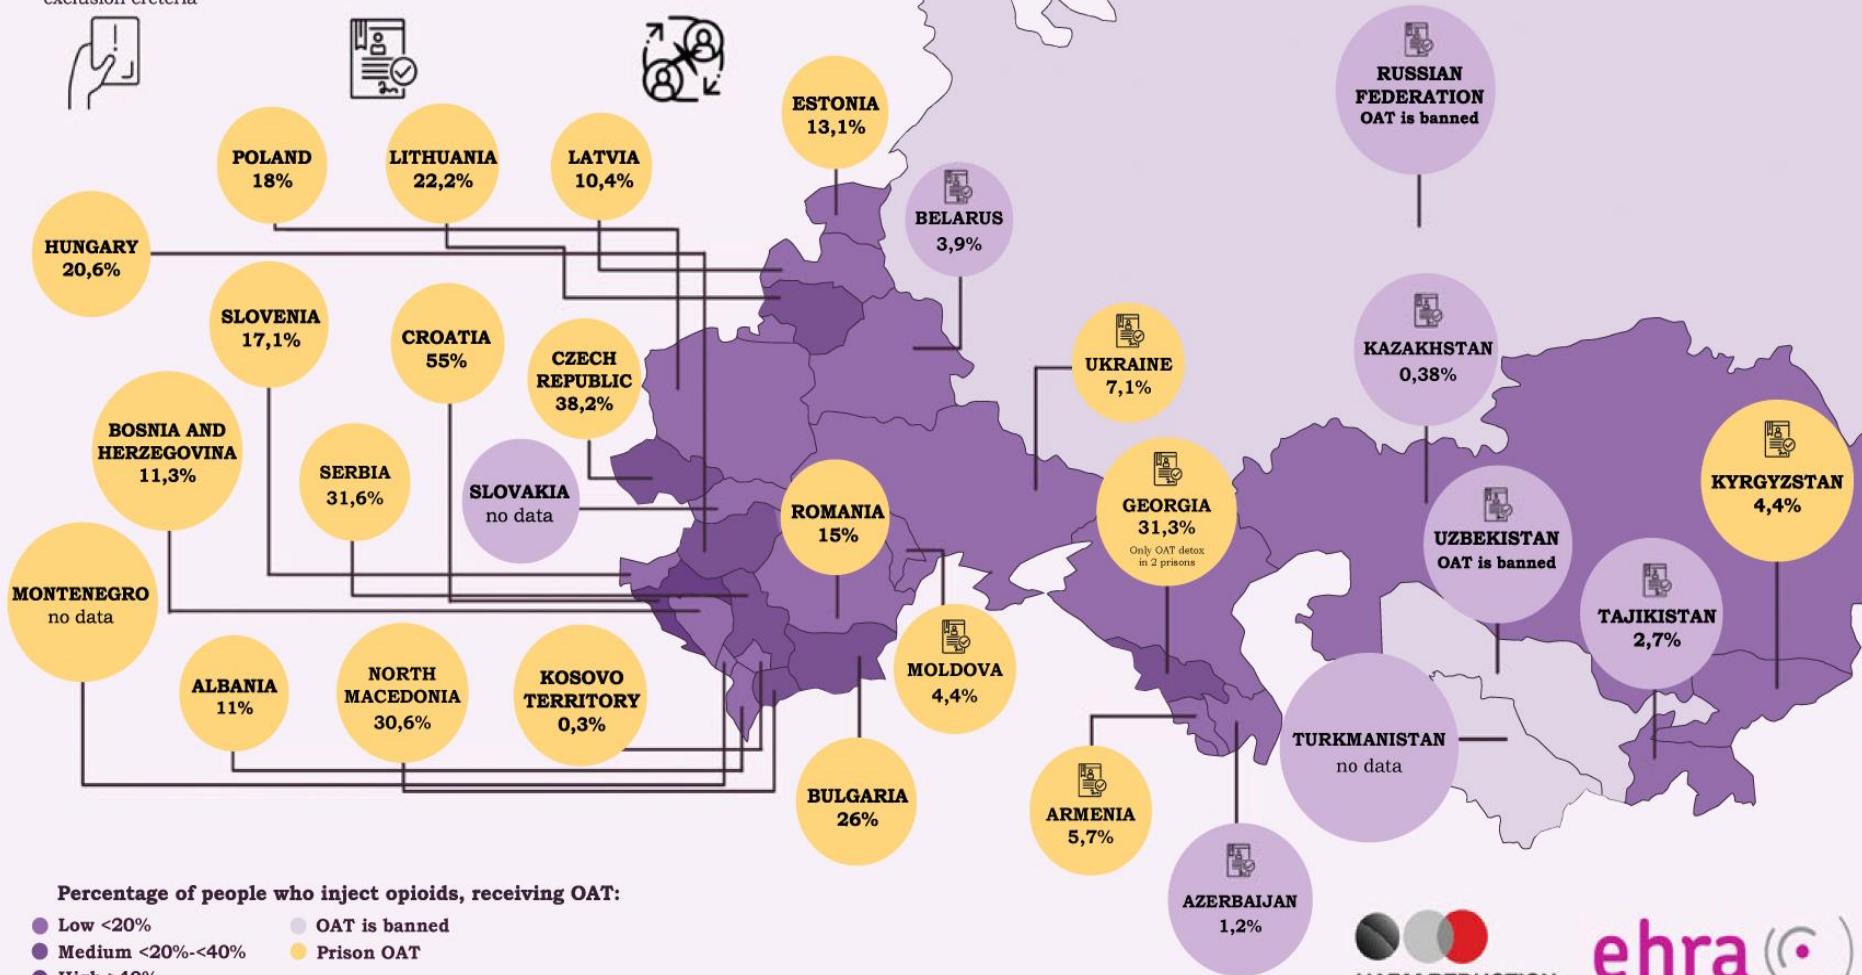 exclusion creteria
ESTONIA
13,1%
RUSSIAN
FEDERATION
OAT is banned
POLAND
18%
LITHUANIA
22,2%
LATVIA
10,4%
BELARUS
3,9%
HUNGARY
20,6%
SLOVENIA
17,1%
CROATIA
55%
CZECH
REPUBLIC
38,2%
UKRAINE
7,1%
KAZAKHSTAN
0,38%
BOSNIA AND
HERZEGOVINA
11,3%
SERBIA
31,6%
SLOVAKIA
no data
ROMANIA
15%
GEORGIA
31,3%
Only OAT detox
in 2 prisons
KYRGYZSTAN
4,4%
UZBEKISTAN
OAT is banned
MONTENEGRO
no data
TAJIKISTAN
2,7%
ALBANIA
11%
NORTH
MACEDONIA
30,6%
KOSOVO
TERRITORY
0,3%
MOLDOVA
4,4%
TURKMANISTAN
no data
BULGARIA
26%
ARMENIA
5,7%
AZERBAIJAN
1,2%
Percentage of people who inject opioids, receiving OAT:
Low <20%
OAT is banned
Medium <20%-<40%
Prison OAT
ehra